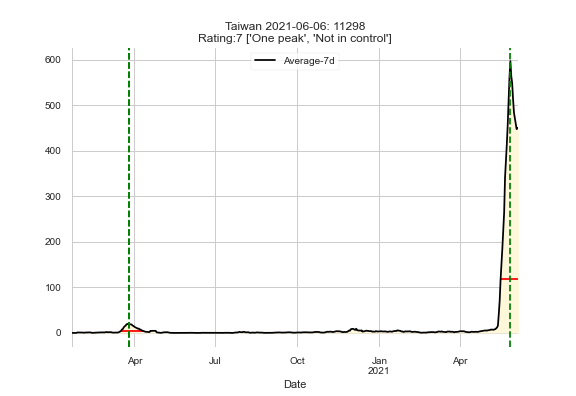 Taiwan 2021-06-06: 11298
Rating:7 ['One peak', 'Not in control']
Average-7d
600
500
400
300
200
100
0
Apr
Jul
Oct
Jan
2021
Apr
Date